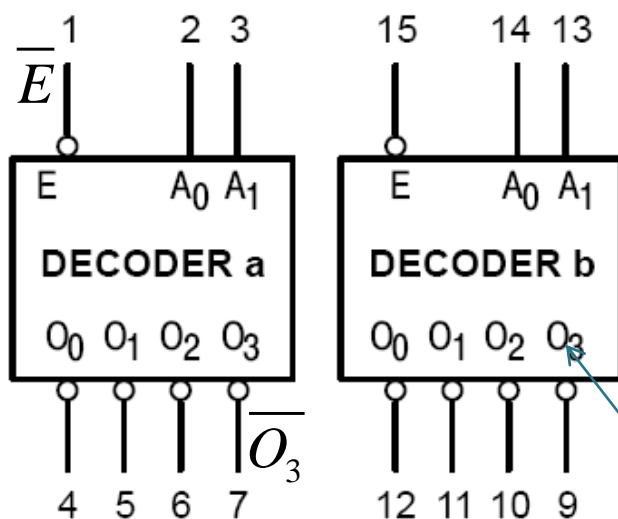 1 2 3 15 14 13
E̅
E A₀ A₁ E A₀ A₁
DECODER a DECODER b
O₀ O₁ O₂ O₃ O₀ O₁ O₂ O₃
O̅₃
4 5 6 7 12 11 10 9